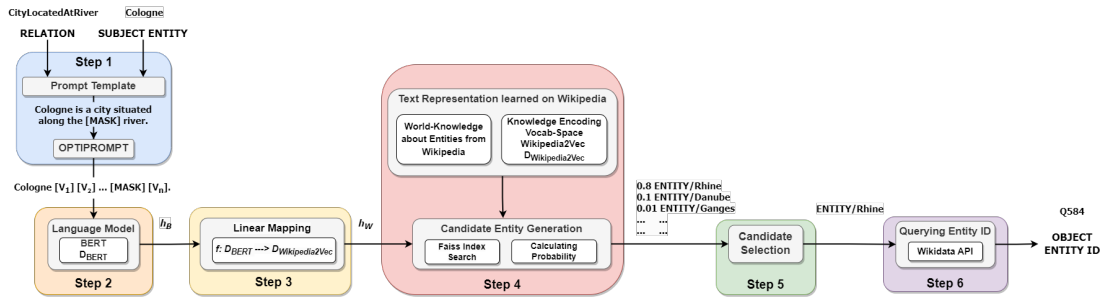 CityLocatedAtRiver
Cologne
RELATION
SUBJECT ENTITY
Step 1
Prompt Template
Cologne is a city situated
along the [MASK] river.
OPTIPROMPT
Cologne [V1] [V2] ... [MASK] [Vn].
Language Model
BERT
DBERT
Step 2
hB
Linear Mapping
f: DBERT ---> DWikipedia2Vec
Step 3
hW
Text Representation learned on Wikipedia
World-Knowledge
about Entities from
Wikipedia
Knowledge Encoding
Vocab-Space
Wikipedia2Vec
DWikipedia2Vec
Candidate Entity Generation
Faiss Index
Search
Calculating
Probability
Step 4
0.8 ENTITY/Rhine
0.1 ENTITY/Danube
0.01 ENTITY/Ganges
... ...
... ...
Candidate
Selection
Step 5
ENTITY/Rhine
Querying Entity ID
Wikidata API
Step 6
Q584
OBJECT
ENTITY ID